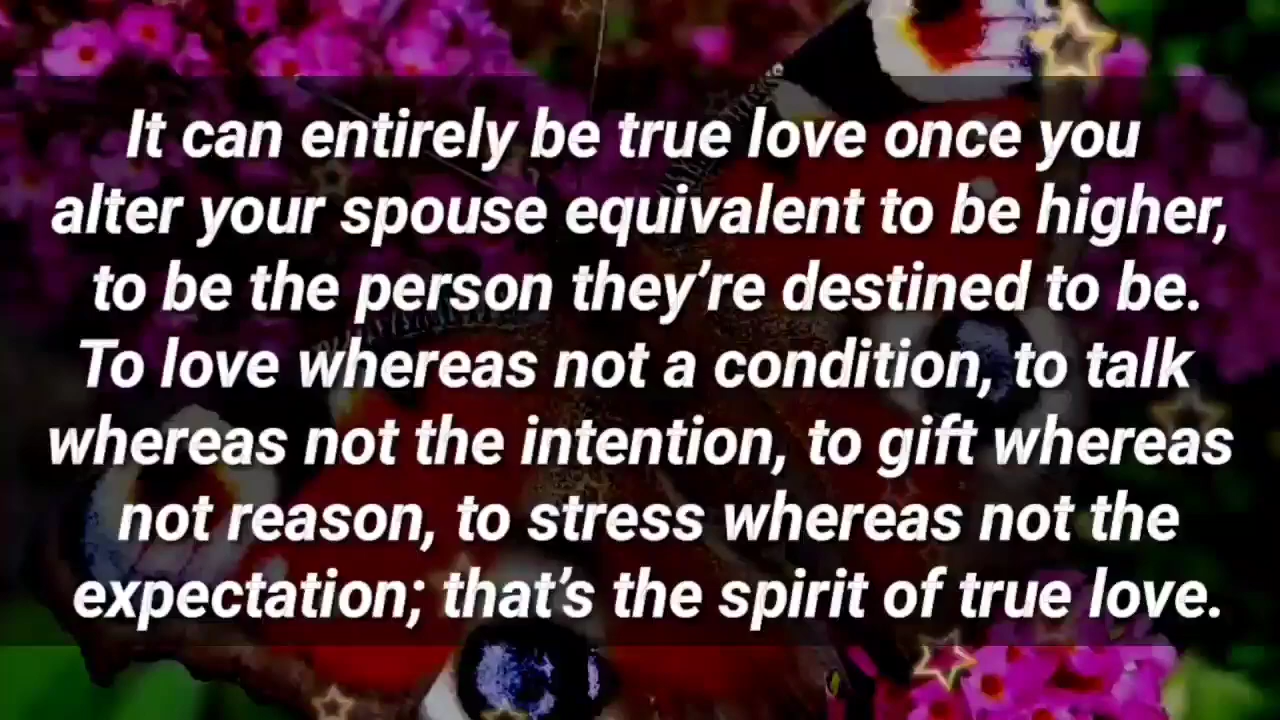 It can entirely be true love once you
alter your spouse equivalent to be higher,
to be the person they’re destined to be.
To love whereas not a condition, to talk
whereas not the intention, to gift whereas
not reason, to stress whereas not the
expectation; that’s the spirit of true love.